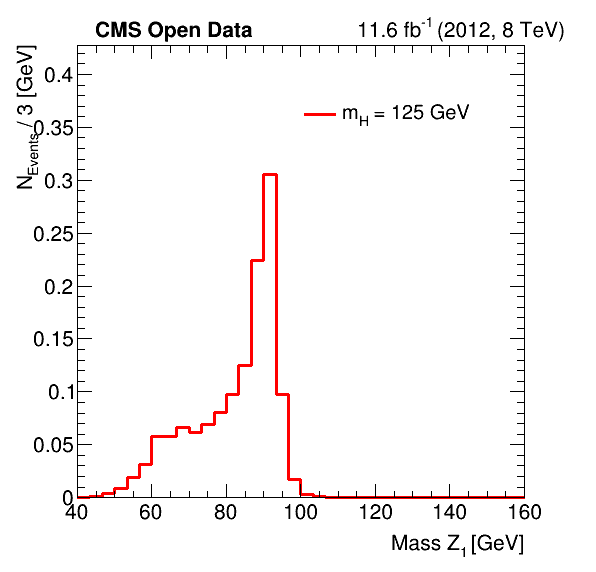 CMS Open Data 11.6 fb-1 (2012, 8 TeV)
NEvents / 3 [GeV]
mH = 125 GeV
0.4
0.35
0.3
0.25
0.2
0.15
0.1
0.05
0
40 60 80 100 120 140 160
Mass Z1 [GeV]